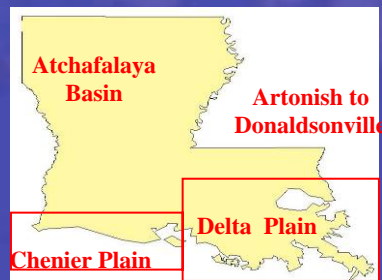 Atchafalaya
Basin
Artonish to
Donaldsonville
Delta Plain
Chenier Plain